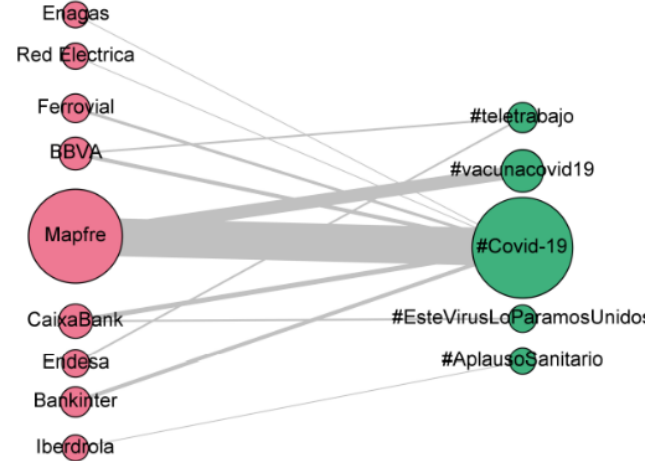 Enagas
Red Electrica
Ferrovial
BBVA
Mapfre
CaixaBank
Endesa
Bankinter
Iberdrola
#teletrabajo
#vacunacovid19
#Covid-19
#EsteVirusLoParamosUnidos
#AplausoSanitario